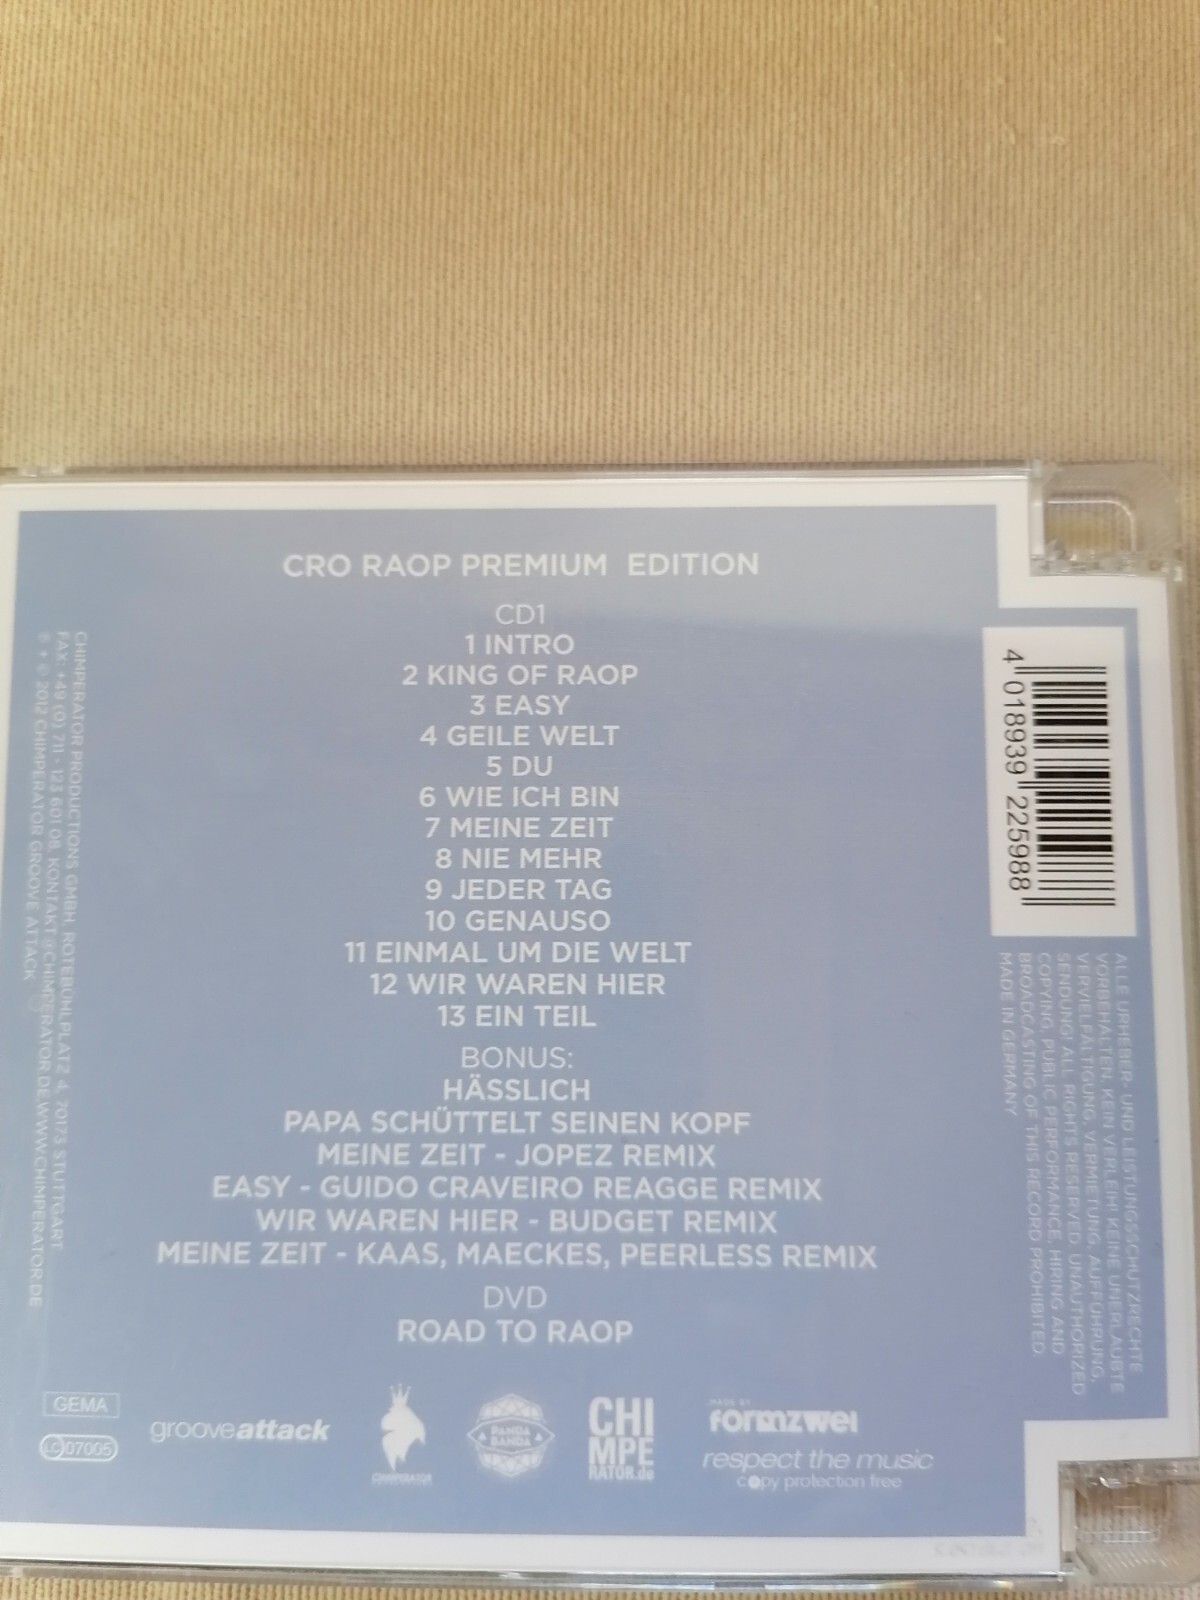 CRO RAOP PREMIUM EDITION
CD1
1 INTRO
2 KING OF RAOP
3 EASY
4 GEILE WELT
5 DU
6 WIE ICH BIN
7 MEINE ZEIT
8 NIE MEHR
9 JEDER TAG
10 GENAUSO
11 EINMAL UM DIE WELT
12 WIR WAREN HIER
13 EIN TEIL
BONUS:
HÄSSLICH
PAPA SCHÜTTELT SEINEN KOPF
MEINE ZEIT - JOPEZ REMIX
EASY - GUIDO CRAVEIRO REAGGE REMIX
WIR WAREN HIER - BUDGET REMIX
MEINE ZEIT - KAAS, MAECKES, PEERLESS REMIX
DVD
ROAD TO RAOP
CHIMPERATOR PRODUCTIONS GMBH, ROTEBÜHLPLATZ 4, 70173 STUTTGART
FAX: +49 (0) 711 - 123 601 08, KONTAKT@CHIMPERATOR.DE WWW.CHIMPERATOR.DE
℗ + © 2012 CHIMPERATOR GROOVE ATTACK
4 018939 225988
ALLE URHEBER- UND LEISTUNGSSCHUTZRECHTE
VORBEHALTEN. KEIN VERLEIH! KEINE UNERLAUBTE
VERVIELFÄLTIGUNG, VERMIETUNG, AUFFÜHRUNG,
SENDUNG! ALL RIGHTS RESERVED. UNAUTHORIZED
COPYING, PUBLIC PERFORMANCE, HIRING AND
BROADCASTING OF THIS RECORD PROHIBITED
MADE IN GERMANY
GEMA
LC 07005
grooveattack
CHIMPERATOR
PANDA
BANDA
CHI
MPE
RATOR.de
MADE BY
formzwei
respect the music
copy protection free